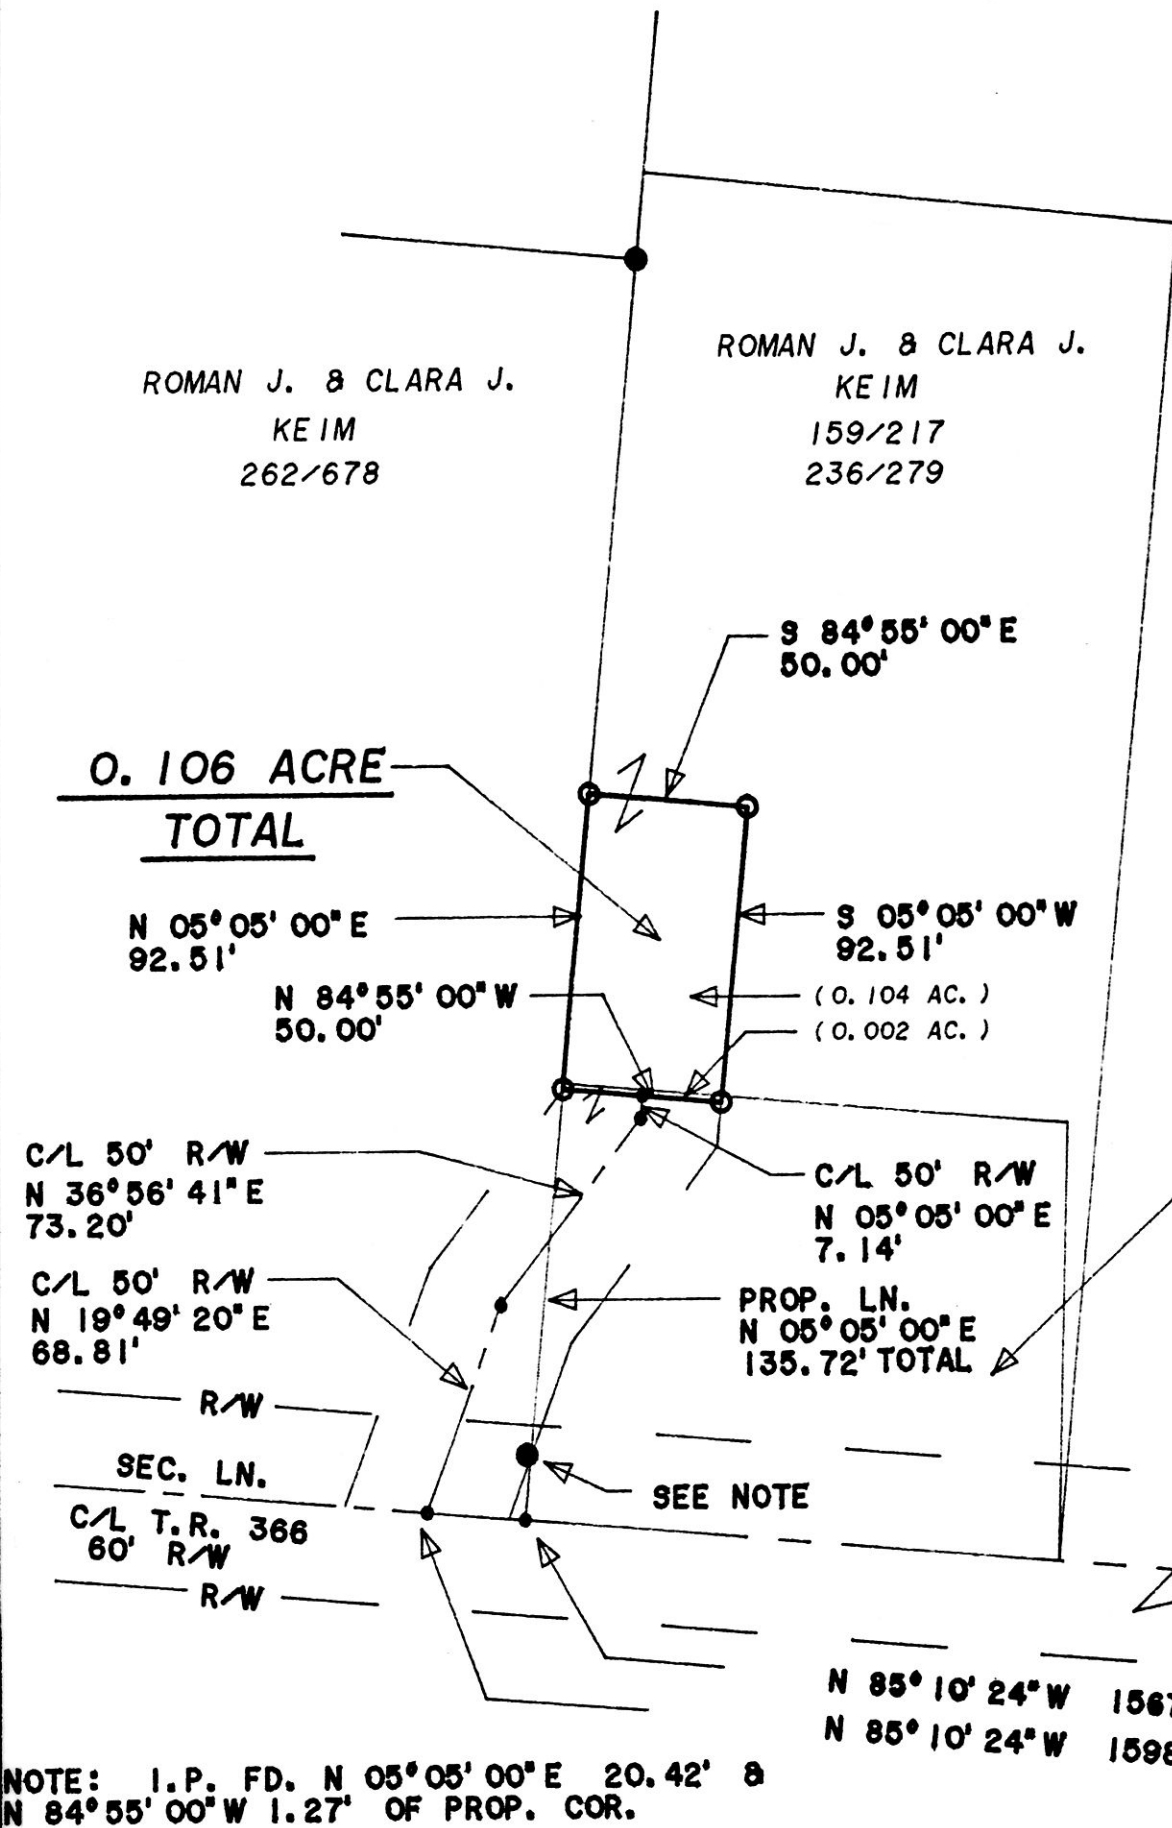 ROMAN J. & CLARA J.
KEIM
262/678
ROMAN J. & CLARA J.
KEIM
159/217
236/279
S 84°55'00"E
50.00'
0.106 ACRE
TOTAL
N 05°05'00"E
92.51'
S 05°05'00"W
92.51'
N 84°55'00"W
50.00'
(0.104 AC.)
(0.002 AC.)
C/L 50' R/W
N 36°56'41"E
73.20'
C/L 50' R/W
N 05°05'00"E
7.14'
C/L 50' R/W
N 19°49'20"E
68.81'
PROP. LN.
N 05°05'00"E
135.72' TOTAL
R/W
SEC. LN.
SEE NOTE
C/L T.R. 366
60' R/W
R/W
N 85°10'24"W 1567
N 85°10'24"W 1598
NOTE: I.P. FD. N 05°05'00"E 20.42' &
N 84°55'00"W 1.27' OF PROP. COR.